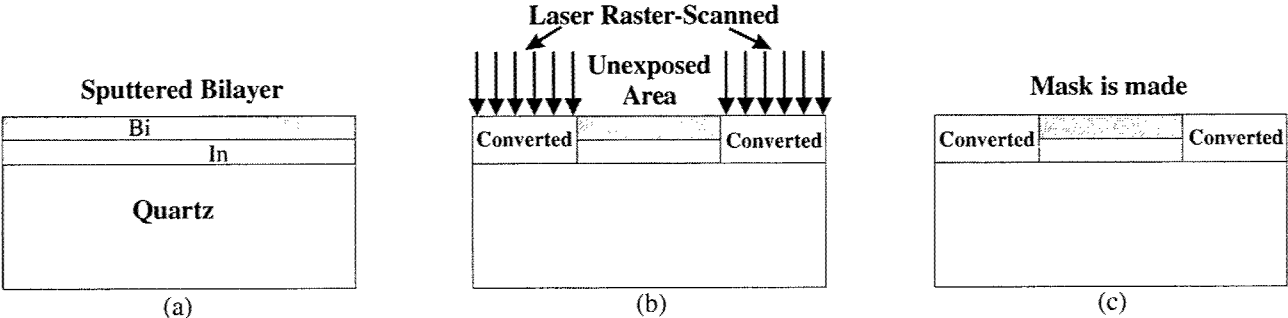 Sputtered Bilayer
Bi
In
Quartz
(a)
Laser Raster-Scanned
Unexposed
Area
Converted
Converted
(b)
Mask is made
Converted
Converted
(c)